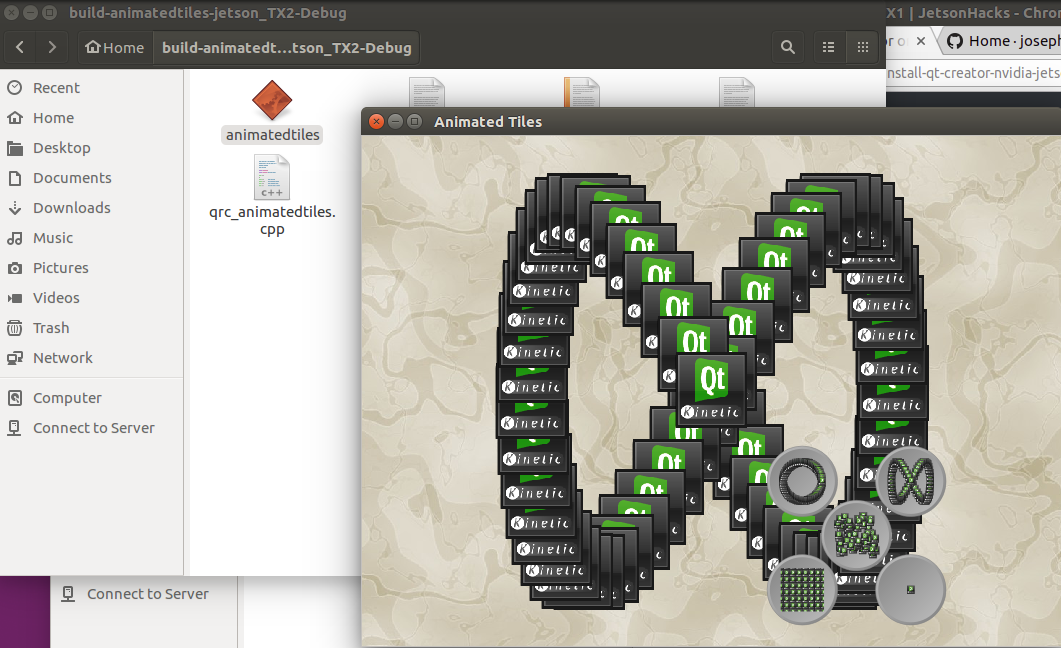 build-animatedtiles-jetson_TX2-Debug
X1 | JetsonHacks - Chro
Home
build-animatedt...tson_TX2-Debug
or o
Home · joseph
nstall-qt-creator-nvidia-jets
Recent
Home
Desktop
Documents
Downloads
Music
Pictures
Videos
Trash
Network
Computer
Connect to Server
animatedtiles
C++
qrc_animatedtiles.
cpp
Connect to Server
Animated Tiles
Qt
Kinetic